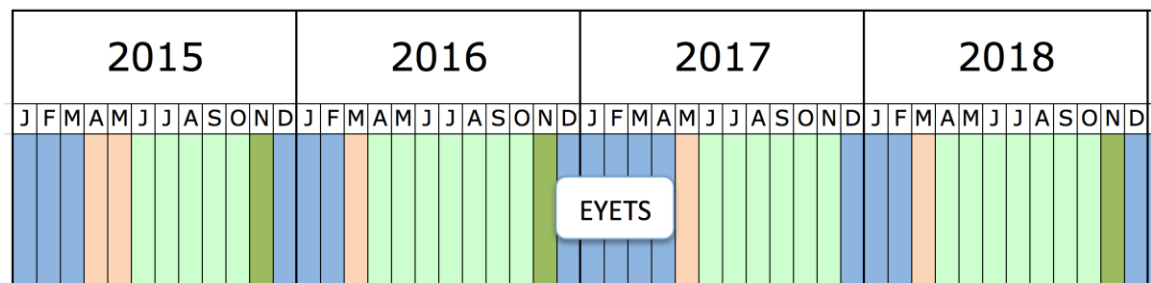 2015 2016 2017 2018
J F M A M J J A S O N D J F M A M J J A S O N D J F M A M J J A S O N D J F M A M J J A S O N D
EYETS